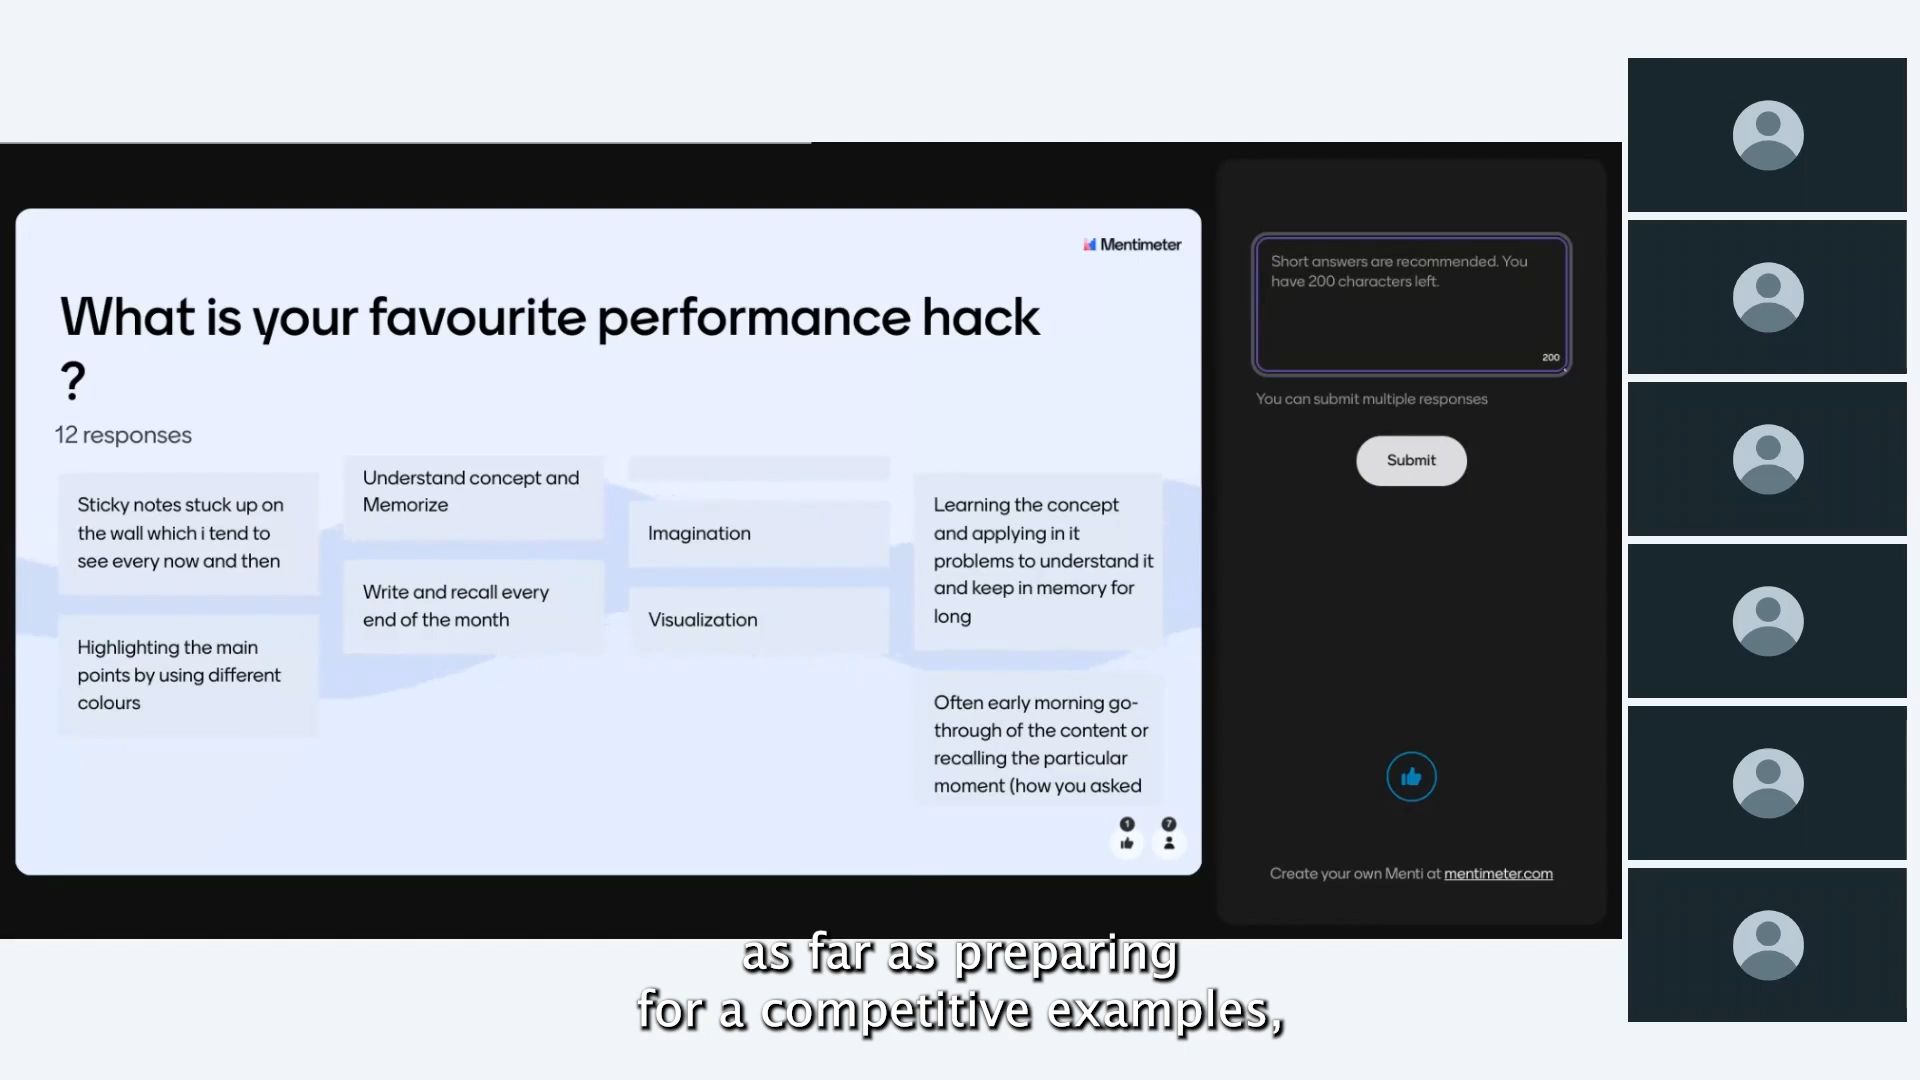 Mentimeter
What is your favourite performance hack
?
12 responses
Sticky notes stuck up on
the wall which i tend to
see every now and then
Highlighting the main
points by using different
colours
Understand concept and
Memorize
Write and recall every
end of the month
Imagination
Visualization
Learning the concept
and applying in it
problems to understand it
and keep in memory for
long
Often early morning go-
through of the content or
recalling the particular
moment (how you asked
1
7
Short answers are recommended. You
have 200 characters left.
200
You can submit multiple responses
Submit
Create your own Menti at mentimeter.com
as far as preparing
for a competitive examples,